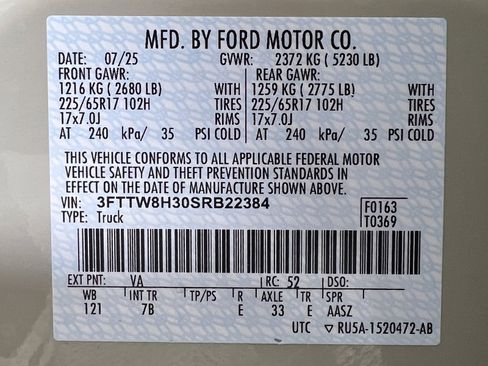 MFD. BY FORD MOTOR CO.
DATE: 07/25 GVWR: 2372 KG ( 5230 LB)
FRONT GAWR: REAR GAWR:
1216 KG ( 2680 LB) WITH 1259 KG ( 2775 LB)
225/65R17 102H TIRES 225/65R17 102H TIRES
17x7.0J RIMS 17x7.0J RIMS
AT 240 kPa/ 35 PSI COLD AT 240 kPa/ 35 PSI COLD
THIS VEHICLE CONFORMS TO ALL APPLICABLE FEDERAL MOTOR
VEHICLE SAFETY AND THEFT PREVENTION STANDARDS IN
EFFECT ON THE DATE OF MANUFACTURE SHOWN ABOVE.
VIN: 3FTTW8H30SRB22384 F0163
TYPE: Truck T0369
EXT PNT: VA RC: 52 DSO:
WB INT TR TP/PS R AXLE TR SPR
121 7B E 33 E AASZ
UTC ▽ RU5A-1520472-AB